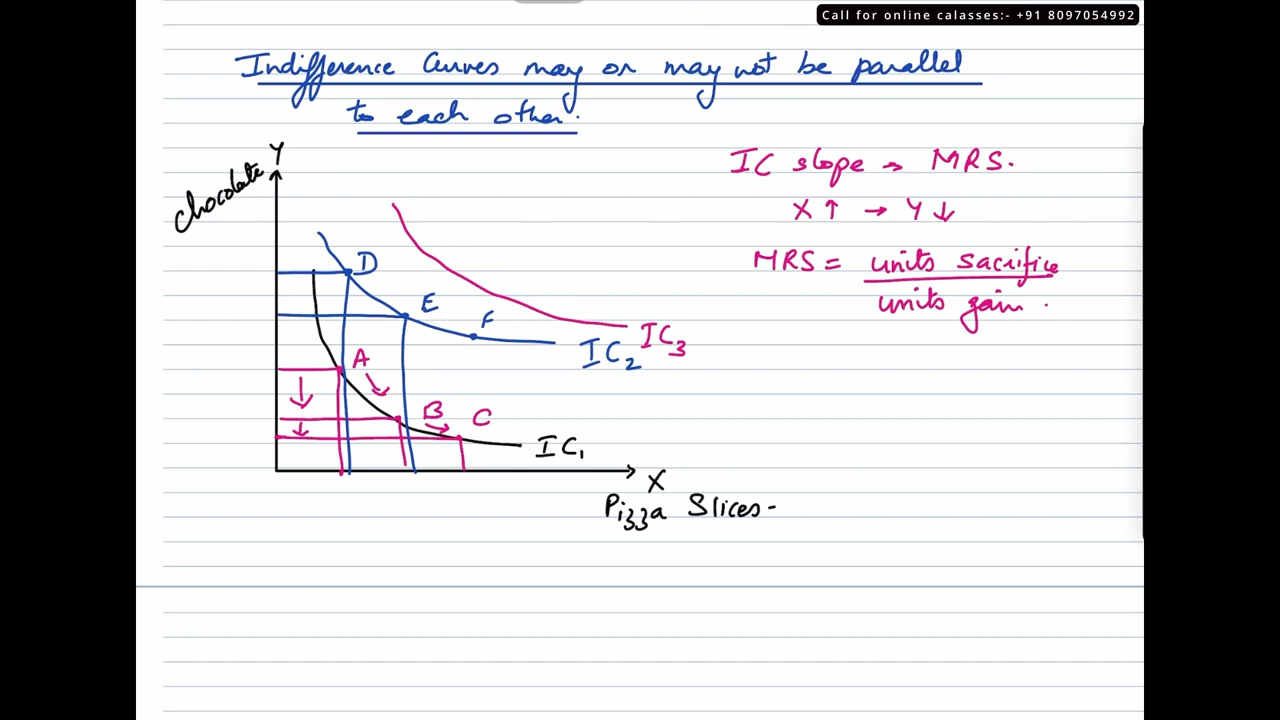 Call for online calasses:- +91 8097054992
Indifference Curves may or may not be parallel
to each other.
Y
Chocolate
IC slope → MRS.
X ↑ → Y ↓
MRS = units sacrifice
units gain.
D
E
F
IC3
IC2
A
B
C
IC1
X
Pizza Slices-